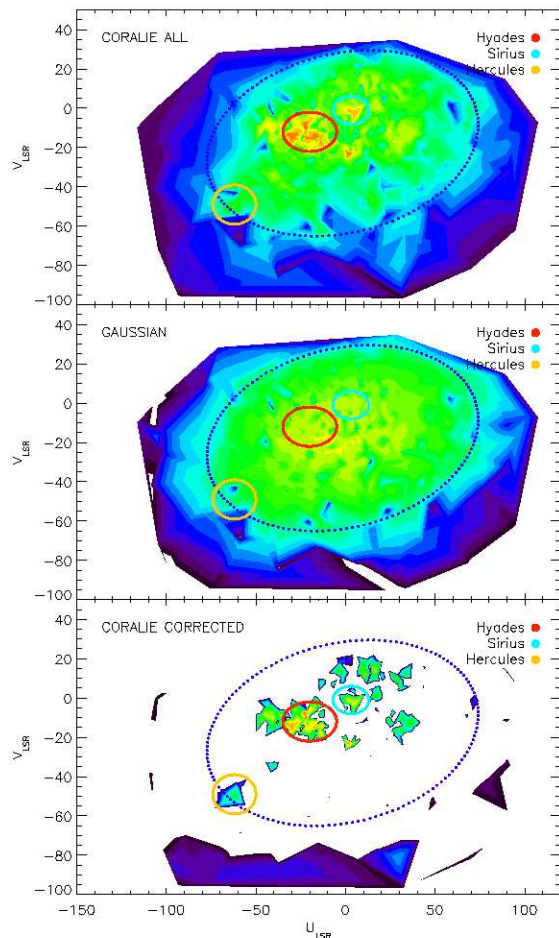 CORALIE ALL
Hyades
Sirius
Hercules
40
20
0
−20
−40
−60
−80
−100
V_LSR
GAUSSIAN
Hyades
Sirius
Hercules
40
20
0
−20
−40
−60
−80
−100
V_LSR
CORALIE CORRECTED
Hyades
Sirius
Hercules
40
20
0
−20
−40
−60
−80
−100
V_LSR
−150
−100
−50
0
50
100
U_LSR